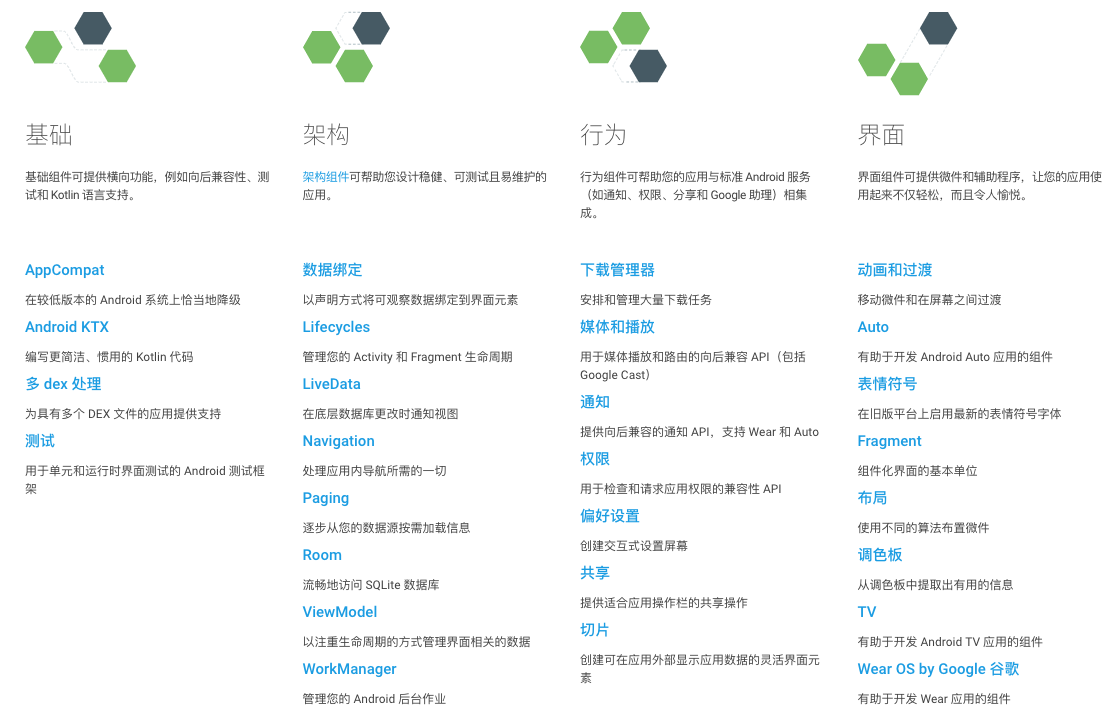 基础
基础组件可提供横向功能，例如向后兼容性、测
试和 Kotlin 语言支持。
AppCompat
在较低版本的 Android 系统上恰当地降级
Android KTX
编写更简洁、惯用的 Kotlin 代码
多 dex 处理
为具有多个 DEX 文件的应用提供支持
测试
用于单元和运行时界面测试的 Android 测试框
架
架构
架构组件可帮助您设计稳健、可测试且易维护的
应用。
数据绑定
以声明方式将可观察数据绑定到界面元素
Lifecycles
管理您的 Activity 和 Fragment 生命周期
LiveData
在底层数据库更改时通知视图
Navigation
处理应用内导航所需的一切
Paging
逐步从您的数据源按需加载信息
Room
流畅地访问 SQLite 数据库
ViewModel
以注重生命周期的方式管理界面相关的数据
WorkManager
管理您的 Android 后台作业
行为
行为组件可帮助您的应用与标准 Android 服务
（如通知、权限、分享和 Google 助理）相集
成。
下载管理器
安排和管理大量下载任务
媒体和播放
用于媒体播放和路由的向后兼容 API（包括
Google Cast）
通知
提供向后兼容的通知 API，支持 Wear 和 Auto
权限
用于检查和请求应用权限的兼容性 API
偏好设置
创建交互式设置屏幕
共享
提供适合应用操作栏的共享操作
切片
创建可在应用外部显示应用数据的灵活界面元
素
界面
界面组件可提供微件和辅助程序，让您的应用使
用起来不仅轻松，而且令人愉悦。
动画和过渡
移动微件和在屏幕之间过渡
Auto
有助于开发 Android Auto 应用的组件
表情符号
在旧版平台上启用最新的表情符号字体
Fragment
组件化界面的基本单位
布局
使用不同的算法布置微件
调色板
从调色板中提取出有用的信息
TV
有助于开发 Android TV 应用的组件
Wear OS by Google 谷歌
有助于开发 Wear 应用的组件